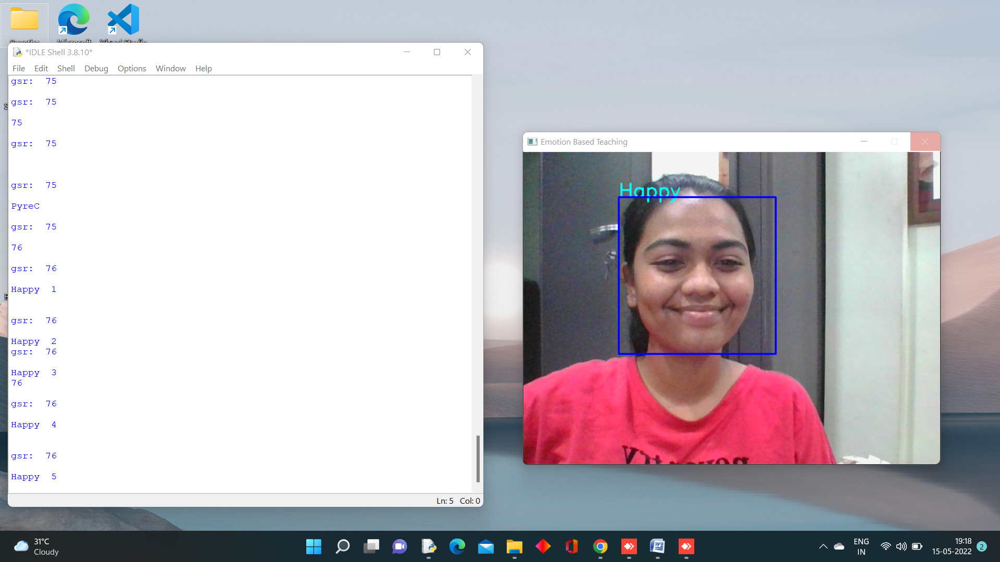 Microsoft
Visual Studio
*IDLE Shell 3.8.10*
File Edit Shell Debug Options Window Help
gsr: 75
gsr: 75
75
gsr: 75
gsr: 75
PyreC
gsr: 75
76
gsr: 76
Happy 1
gsr: 76
Happy 2
gsr: 76
Happy 3
76
gsr: 76
Happy 4
gsr: 76
Happy 5
Ln: 5 Col: 0
Emotion Based Teaching
Happy
31°C
Cloudy
ENG
IN
19:18
15-05-2022
2